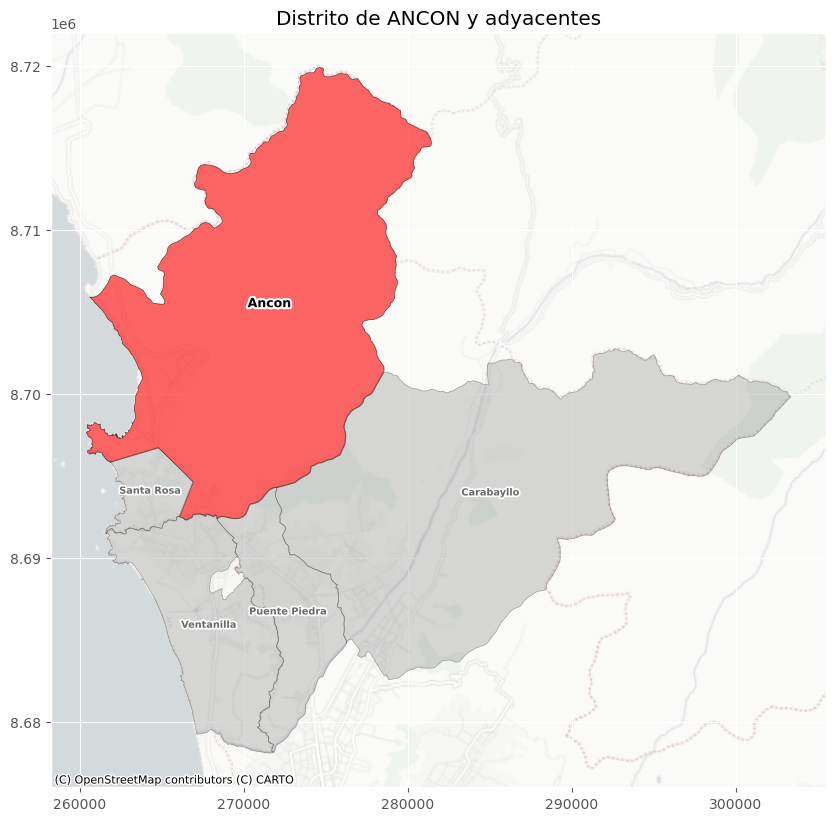 Distrito de ANCON y adyacentes
1e6
8.72
8.71
8.70
8.69
8.68
Ancon
Santa Rosa
Carabayllo
Puente Piedra
Ventanilla
(C) OpenStreetMap contributors (C) CARTO
260000 270000 280000 290000 300000